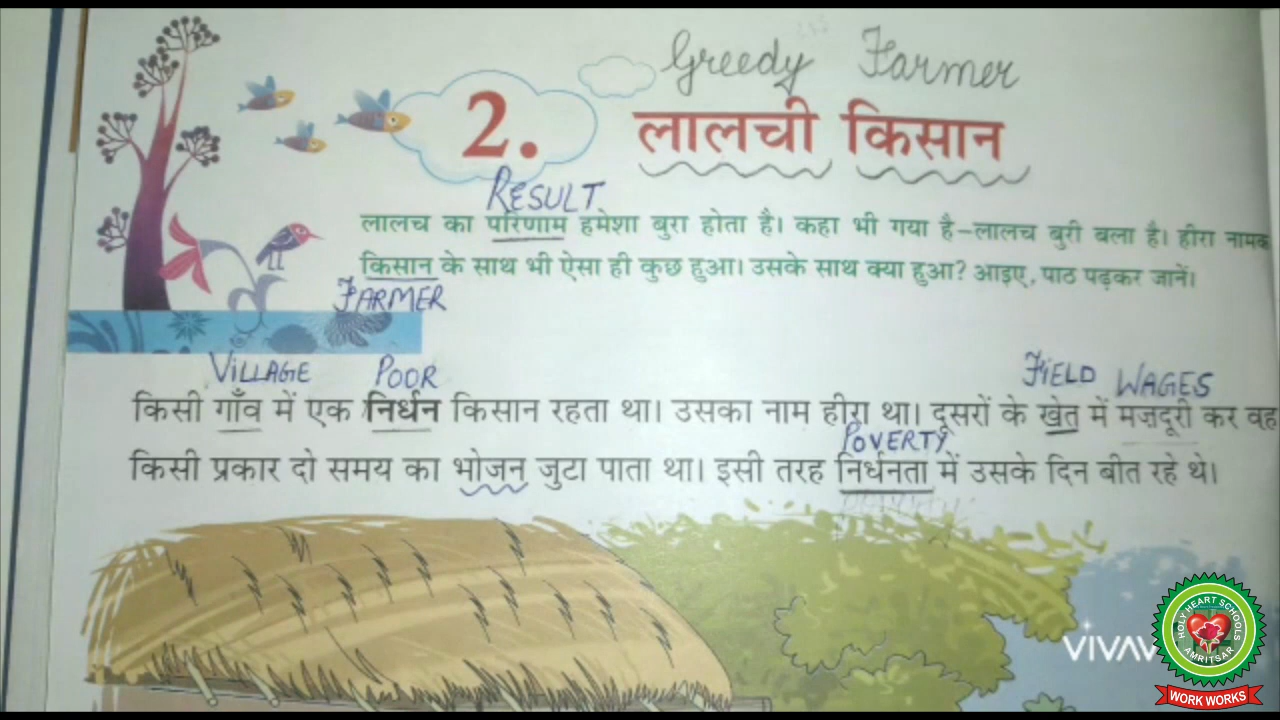 Greedy Farmer
2. लालची किसान
RESULT
लालच का परिणाम हमेशा बुरा होता है। कहा भी गया है–लालच बुरी बला है। हीरा नामक
किसान के साथ भी ऐसा ही कुछ हुआ। उसके साथ क्या हुआ? आइए, पाठ पढ़कर जानें।
FARMER
VILLAGE POOR FIELD WAGES
किसी गाँव में एक निर्धन किसान रहता था। उसका नाम हीरा था। दूसरों के खेत में मज़दूरी कर वह
POVERTY
किसी प्रकार दो समय का भोजन जुटा पाता था। इसी तरह निर्धनता में उसके दिन बीत रहे थे।
HOLY HEART SCHOOLS
AMRITSAR
WORK WORKS